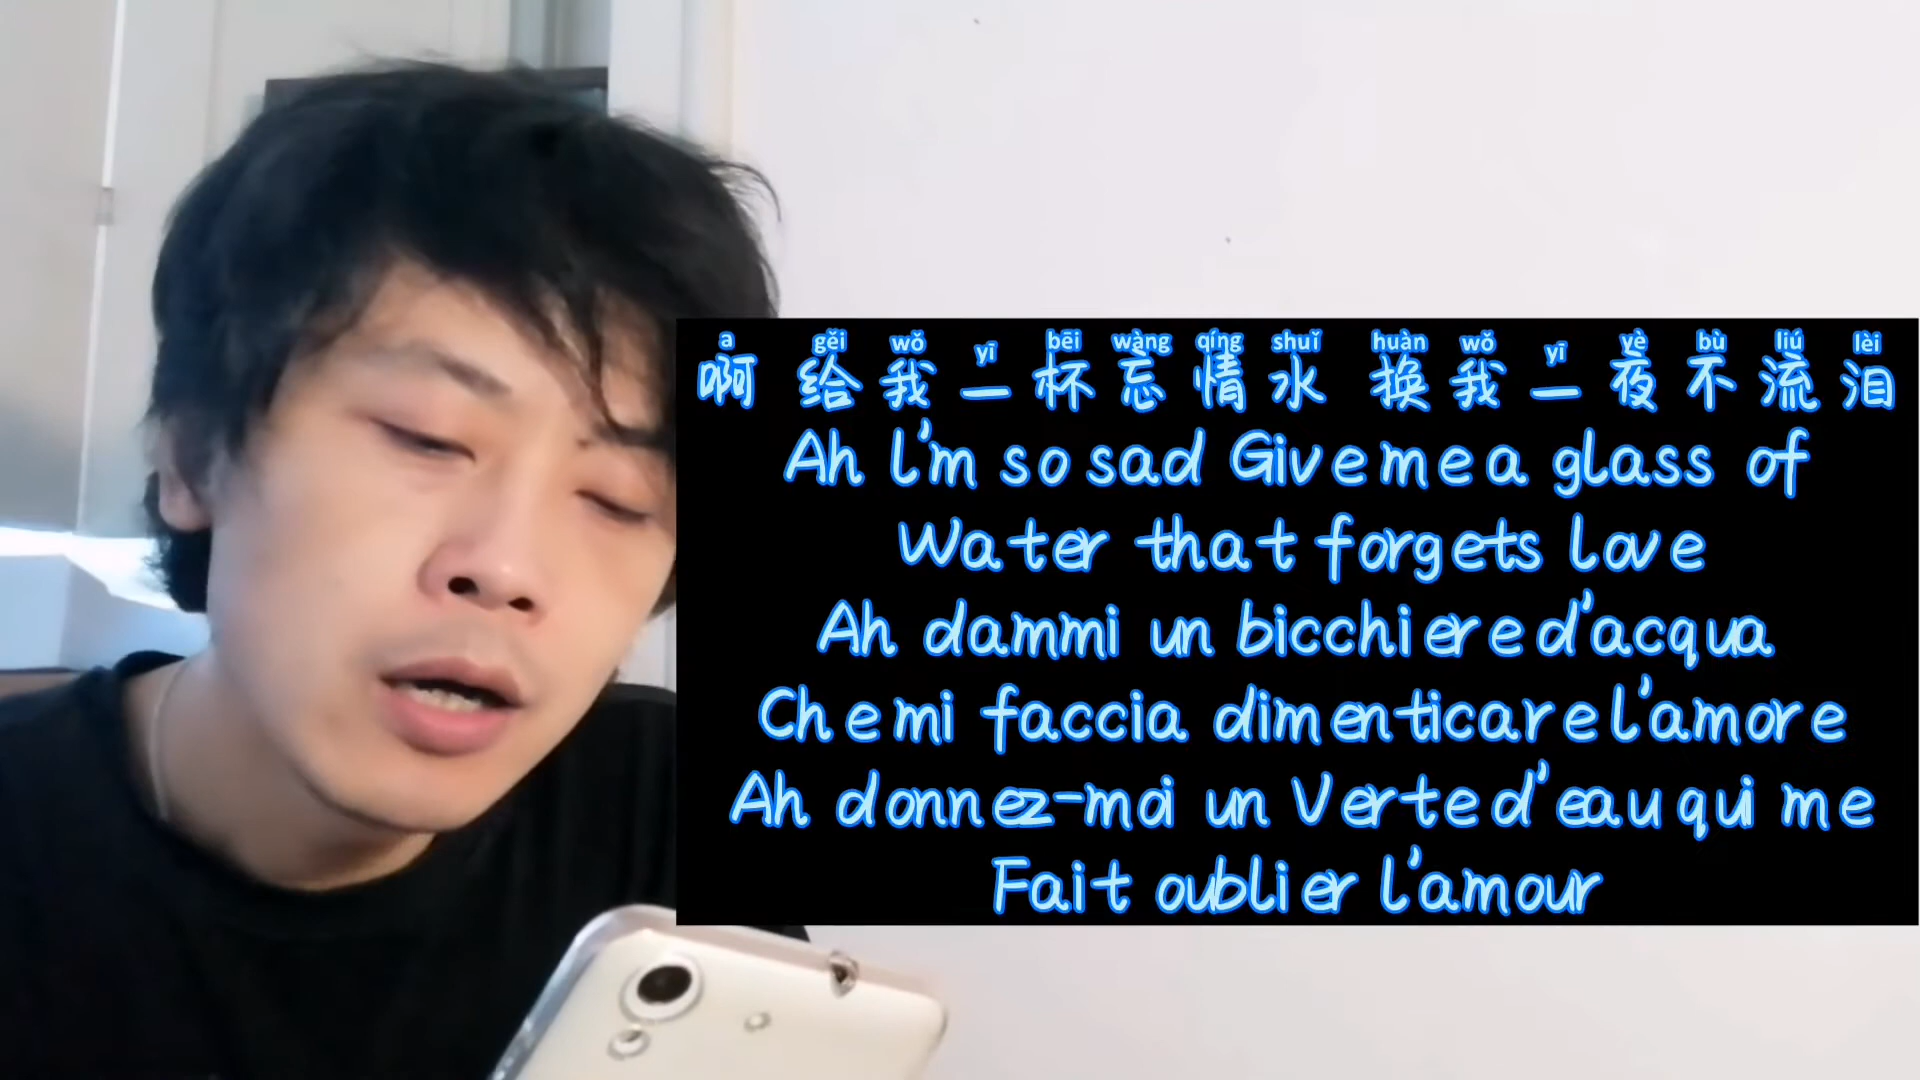 a gěi wǒ yī bēi wàng qíng shuǐ huàn wǒ yī yè bù liú lèi
啊 给我一杯忘情水 换我一夜不流泪
Ah l'm so sad Give me a glass of
Water that forgets love
Ah dammi un bicchiere d'acqua
Che mi faccia dimenticare l'amore
Ah donnez-moi un Verte d'eau qui me
Fait oublier l'amour